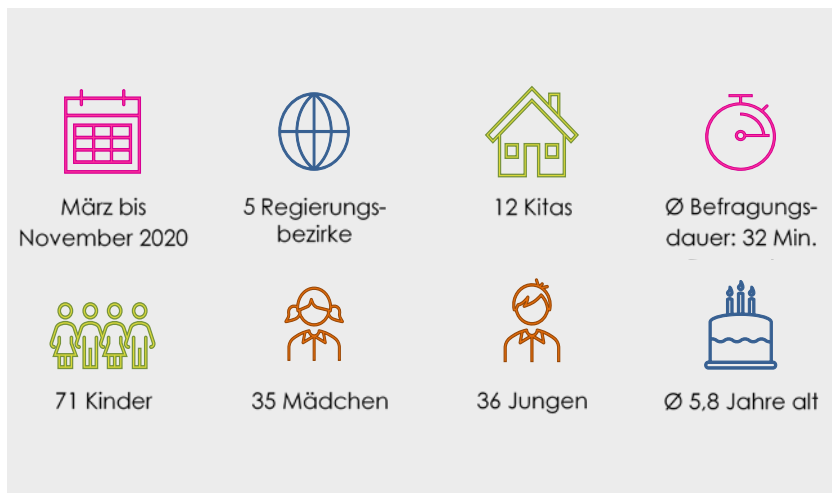 März bis
November 2020
5 Regierungs-
bezirke
12 Kitas
Ø Befragungs-
dauer: 32 Min.
71 Kinder
35 Mädchen
36 Jungen
Ø 5,8 Jahre alt